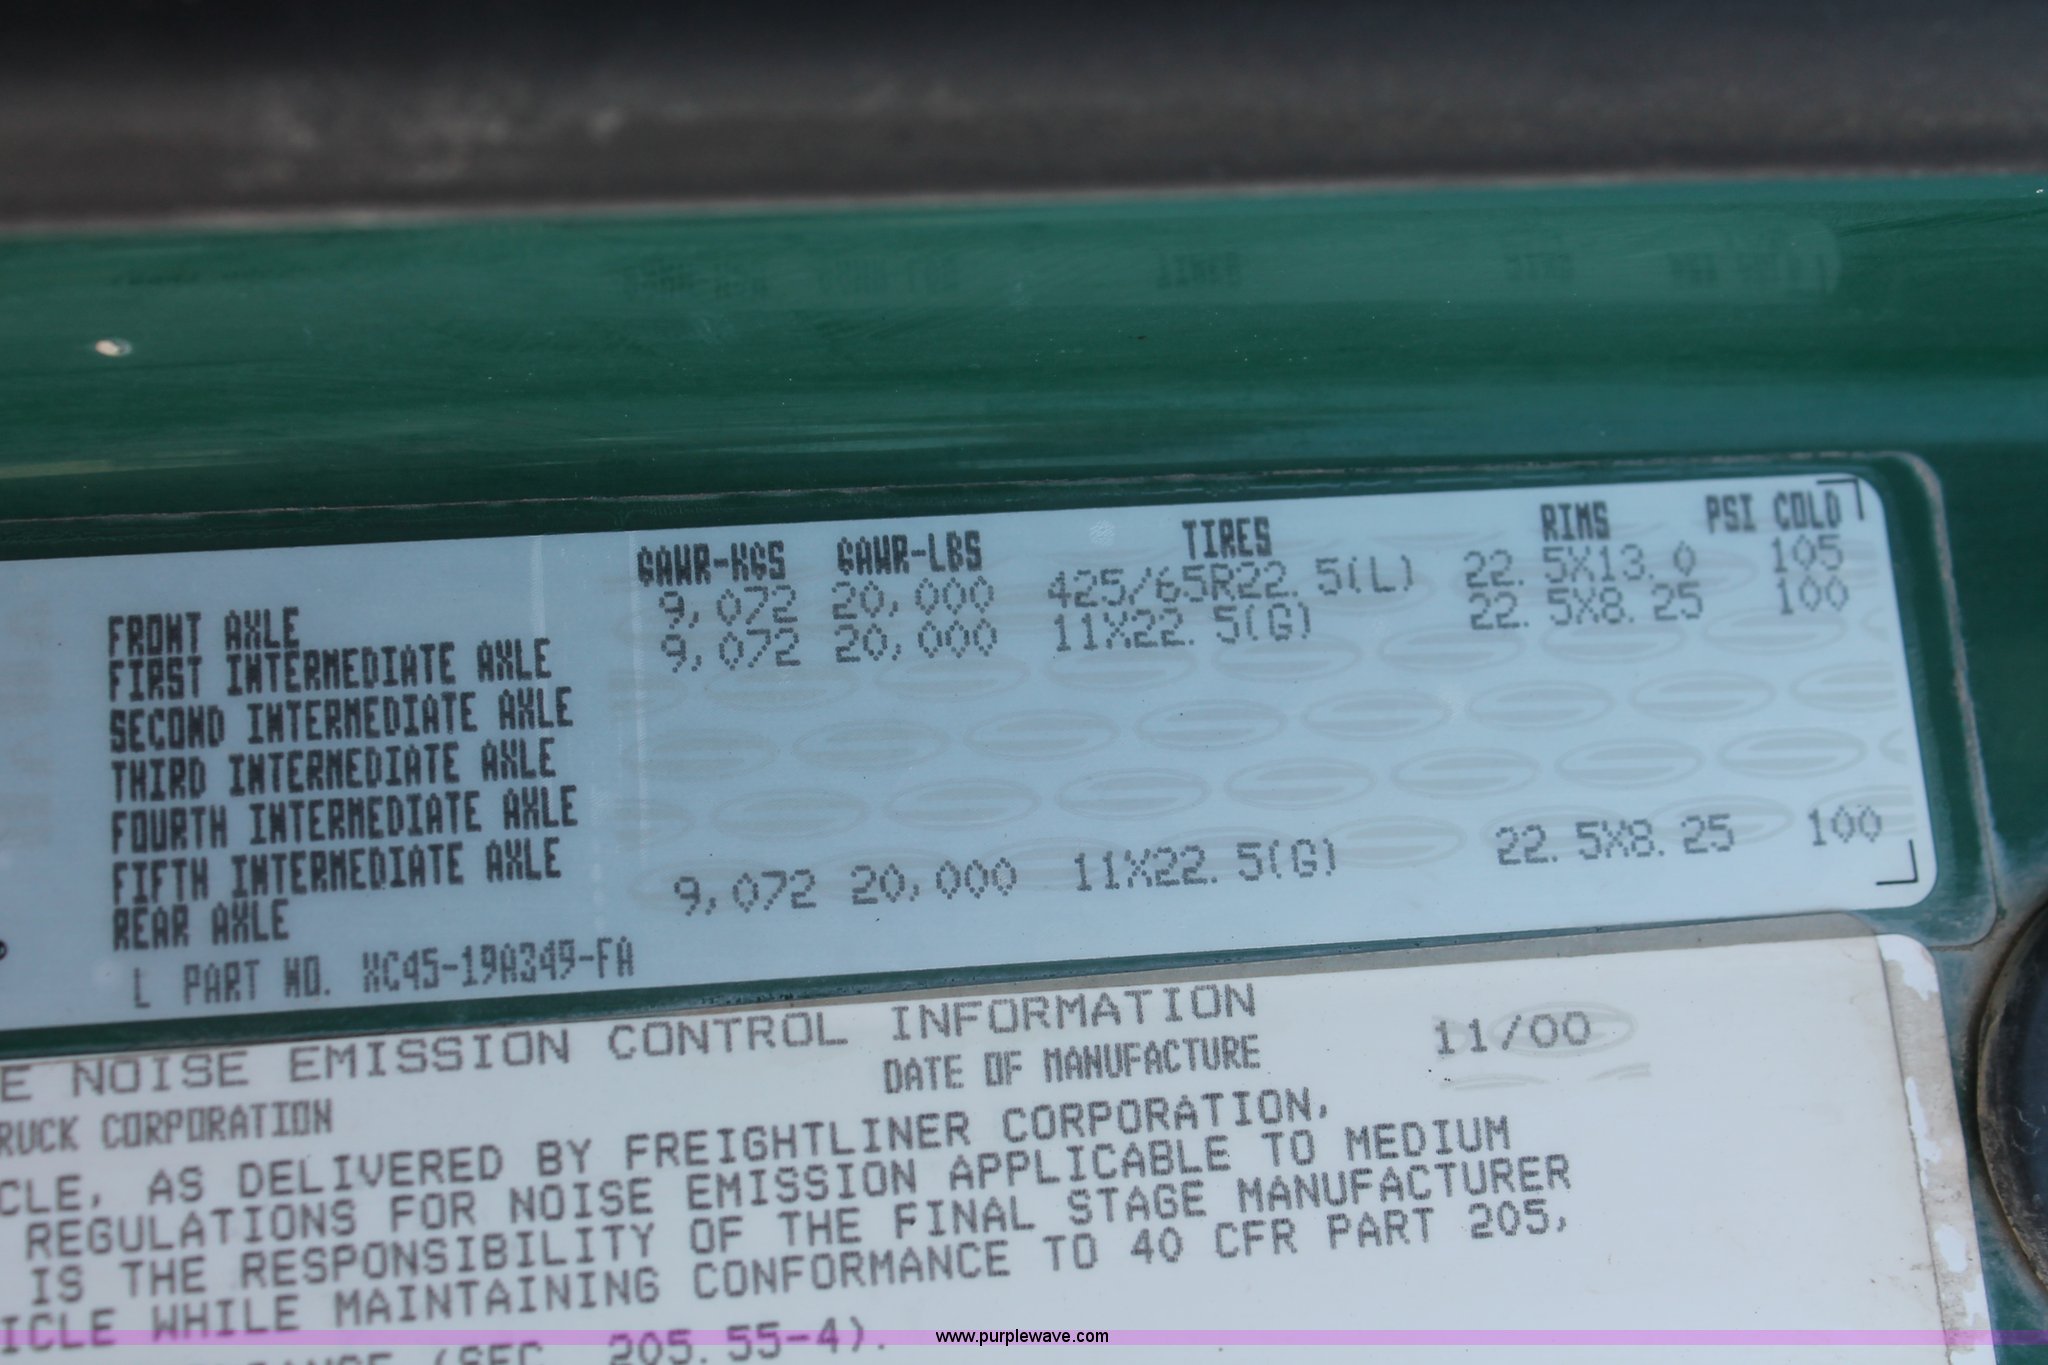 GAWR-KGS GAWR-LBS TIRES RIMS PSI COLD
FRONT AXLE 9,072 20,000 425/65R22.5(L) 22.5X13.0 105
FIRST INTERMEDIATE AXLE 9,072 20,000 11X22.5(G) 22.5X8.25 100
SECOND INTERMEDIATE AXLE
THIRD INTERMEDIATE AXLE
FOURTH INTERMEDIATE AXLE
FIFTH INTERMEDIATE AXLE
REAR AXLE 9,072 20,000 11X22.5(G) 22.5X8.25 100
L PART NO. XC45-19A349-FA
E NOISE EMISSION CONTROL INFORMATION
RUCK CORPORATION DATE OF MANUFACTURE 11/00
CLE, AS DELIVERED BY FREIGHTLINER CORPORATION,
REGULATIONS FOR NOISE EMISSION APPLICABLE TO MEDIUM
IS THE RESPONSIBILITY OF THE FINAL STAGE MANUFACTURER
ICLE WHILE MAINTAINING CONFORMANCE TO 40 CFR PART 205,
(SEC. 205.55-4).
www.purplewave.com